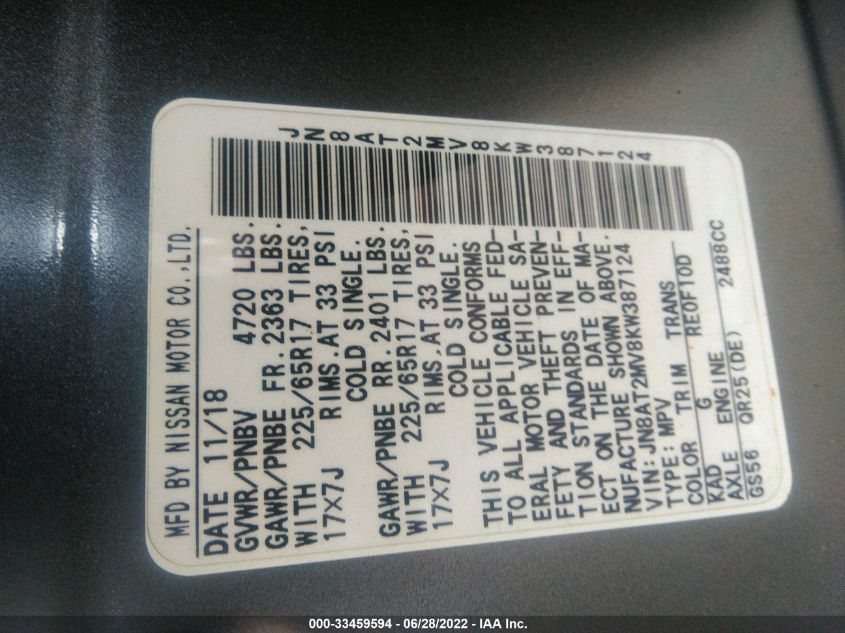 JN8AT2MV8KW387124
MFD BY NISSAN MOTOR CO.,LTD.
DATE 11/18
GVWR/PNBV 4720 LBS.
GAWR/PNBE FR. 2363 LBS.
WITH 225/65R17 TIRES,
17X7J RIMS.AT 33 PSI
COLD SINGLE.
GAWR/PNBE RR. 2401 LBS.
WITH 225/65R17 TIRES,
17X7J RIMS.AT 33 PSI
COLD SINGLE.
THIS VEHICLE CONFORMS
TO ALL APPLICABLE FED-
ERAL MOTOR VEHICLE SA-
FETY AND THEFT PREVEN-
TION STANDARDS IN EFF-
ECT ON THE DATE OF MA-
NUFACTURE SHOWN ABOVE.
VIN:JN8AT2MV8KW387124
TYPE: MPV
COLOR TRIM TRANS
KAD G RE0F10D
AXLE ENGINE
GS56 QR25(DE) 2488CC
000-33459594 - 06/28/2022 - IAA Inc.